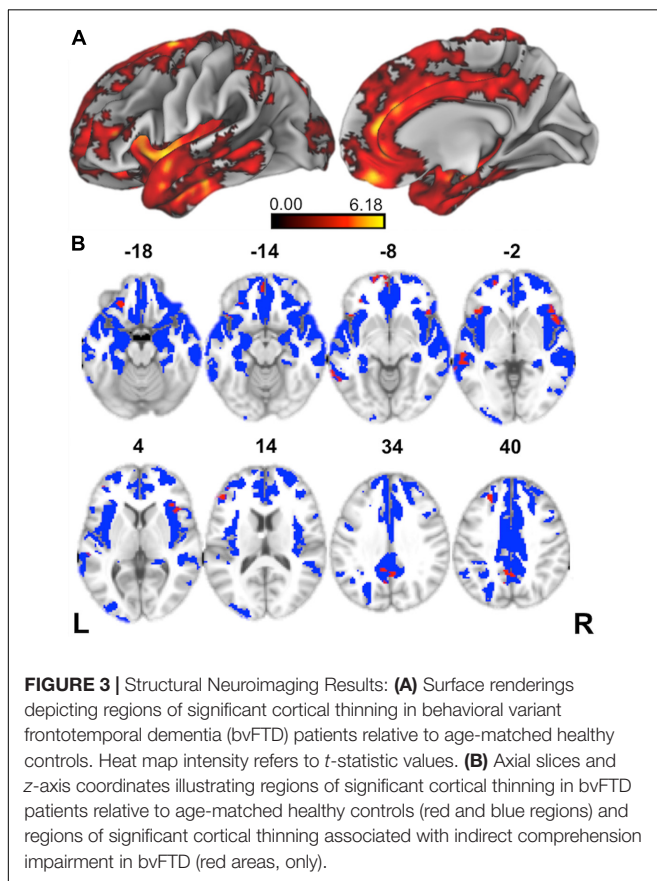 A
0.00 6.18
B
-18 -14 -8 -2
4 14 34 40
L R
FIGURE 3 | Structural Neuroimaging Results: (A) Surface renderings
depicting regions of significant cortical thinning in behavioral variant
frontotemporal dementia (bvFTD) patients relative to age-matched healthy
controls. Heat map intensity refers to t-statistic values. (B) Axial slices and
z-axis coordinates illustrating regions of significant cortical thinning in bvFTD
patients relative to age-matched healthy controls (red and blue regions) and
regions of significant cortical thinning associated with indirect comprehension
impairment in bvFTD (red areas, only).